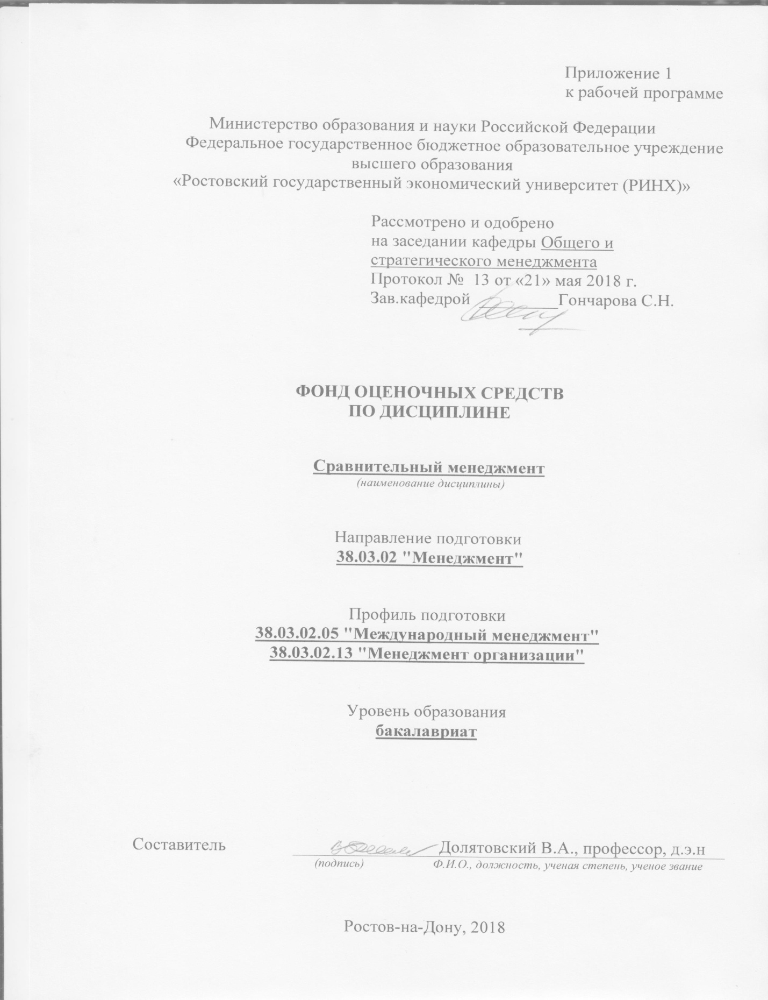 Приложение 1
к рабочей программе
Министерство образования и науки Российской Федерации
Федеральное государственное бюджетное образовательное учреждение
высшего образования
«Ростовский государственный экономический университет (РИНХ)»
Рассмотрено и одобрено
на заседании кафедры Общего и
стратегического менеджмента
Протокол № 13 от «21» мая 2018 г.
Зав.кафедрой __________Гончарова С.Н.
ФОНД ОЦЕНОЧНЫХ СРЕДСТВ
ПО ДИСЦИПЛИНЕ
Сравнительный менеджмент
(наименование дисциплины)
Направление подготовки
38.03.02 "Менеджмент"
Профиль подготовки
38.03.02.05 "Международный менеджмент"
38.03.02.13 "Менеджмент организации"
Уровень образования
бакалавриат
Составитель Долятовский В.А., профессор, д.э.н
(подпись) Ф.И.О., должность, ученая степень, ученое звание
Ростов-на-Дону, 2018